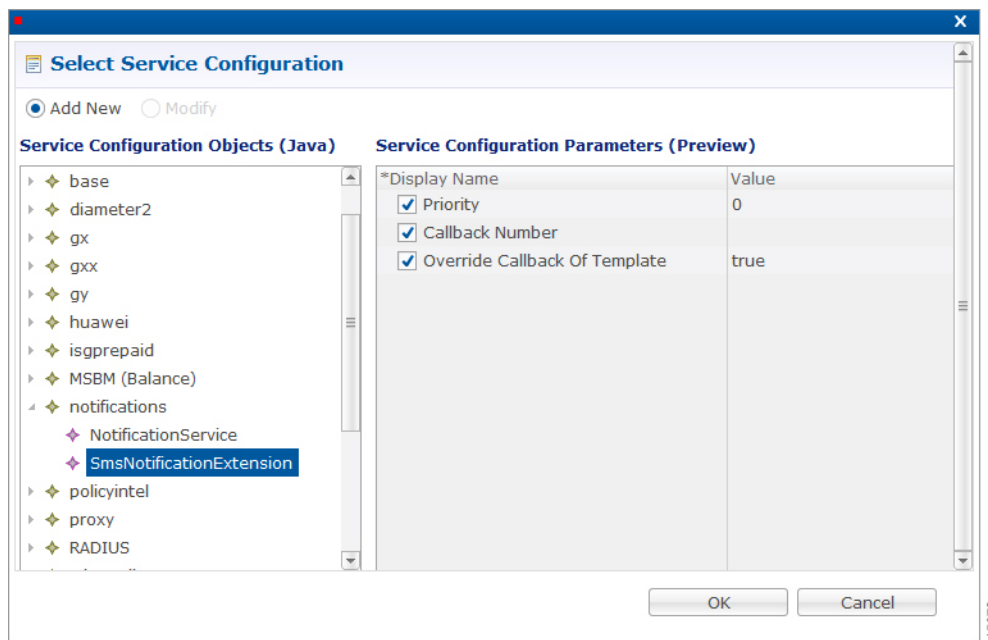 X
Select Service Configuration
Add New Modify
Service Configuration Objects (Java)
Service Configuration Parameters (Preview)
base
diameter2
gx
gxx
gy
huawei
isgprepaid
MSBM (Balance)
notifications
NotificationService
SmsNotificationExtension
policyintel
proxy
RADIUS
*Display Name Value
Priority 0
Callback Number
Override Callback Of Template true
OK Cancel